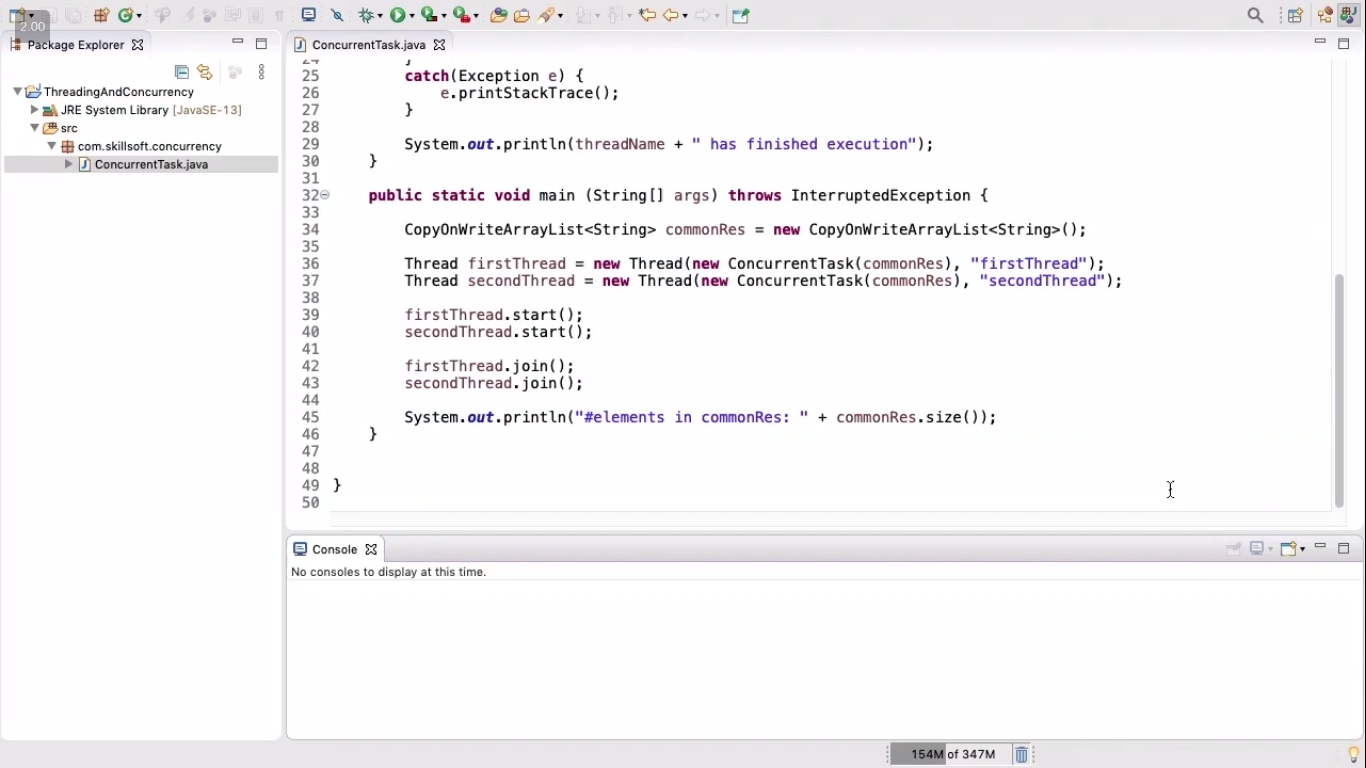 2.00
Package Explorer
ConcurrentTask.java
ThreadingAndConcurrency
JRE System Library [JavaSE-13]
src
com.skillsoft.concurrency
ConcurrentTask.java
24 }
25 catch(Exception e) {
26 e.printStackTrace();
27 }
28
29 System.out.println(threadName + " has finished execution");
30 }
31
32 public static void main (String[] args) throws InterruptedException {
33
34 CopyOnWriteArrayList<String> commonRes = new CopyOnWriteArrayList<String>();
35
36 Thread firstThread = new Thread(new ConcurrentTask(commonRes), "firstThread");
37 Thread secondThread = new Thread(new ConcurrentTask(commonRes), "secondThread");
38
39 firstThread.start();
40 secondThread.start();
41
42 firstThread.join();
43 secondThread.join();
44
45 System.out.println("#elements in commonRes: " + commonRes.size());
46 }
47
48
49 }
50
Console
No consoles to display at this time.
154M of 347M